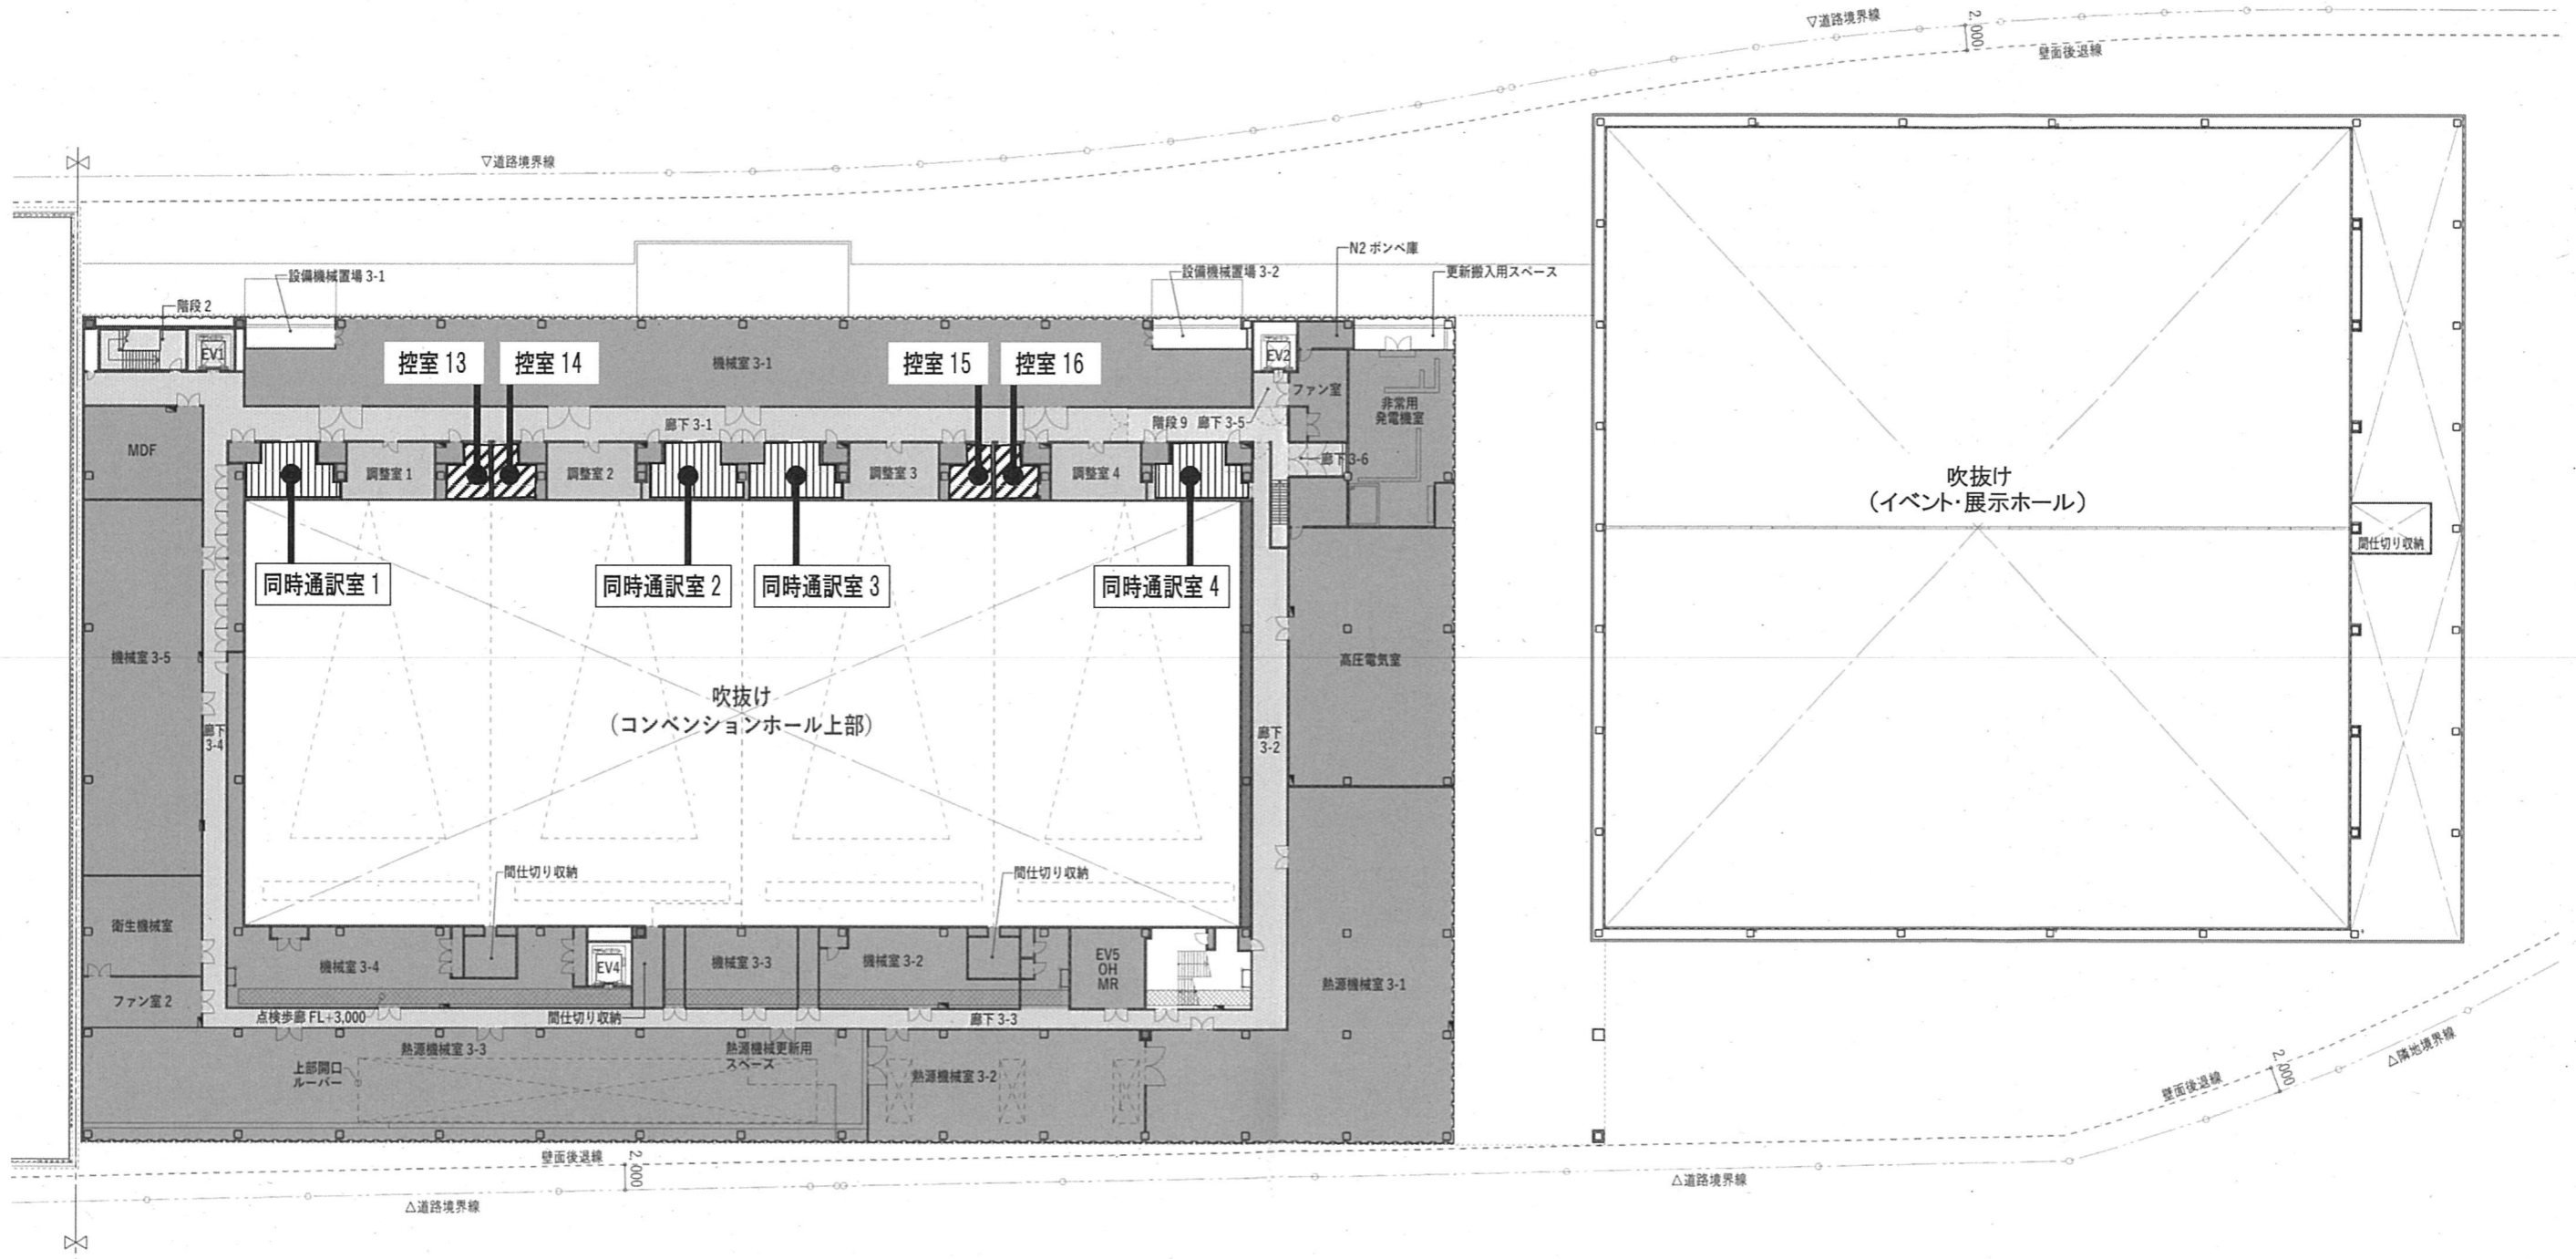 ▽道路境界線
2,000
壁面後退線
▽道路境界線
N2 ボンベ庫
設備機械置場 3-1
設備機械置場 3-2
更新搬入用スペース
階段 2
EV1
EV2
控室 13
控室 14
機械室 3-1
控室 15
控室 16
ファン室
非常用
発電機室
廊下 3-1
階段 9
廊下 3-5
MDF
廊下 3-6
調整室 1
調整室 2
調整室 3
調整室 4
吹抜け
（イベント・展示ホール）
間仕切り収納
同時通訳室 1
同時通訳室 2
同時通訳室 3
同時通訳室 4
機械室 3-5
高圧電気室
吹抜け
（コンベンションホール上部）
廊下
3-4
廊下
3-2
間仕切り収納
間仕切り収納
衛生機械室
機械室 3-4
EV4
機械室 3-3
機械室 3-2
EV5
OH
MR
熱源機械室 3-1
ファン室 2
点検歩廊 FL+3,000
間仕切り収納
廊下 3-3
熱源機械室 3-3
熱源機械更新用
スペース
上部開口
ルーバー
熱源機械室 3-2
△隣地境界線
2,000
壁面後退線
壁面後退線
2,000
△道路境界線
△道路境界線